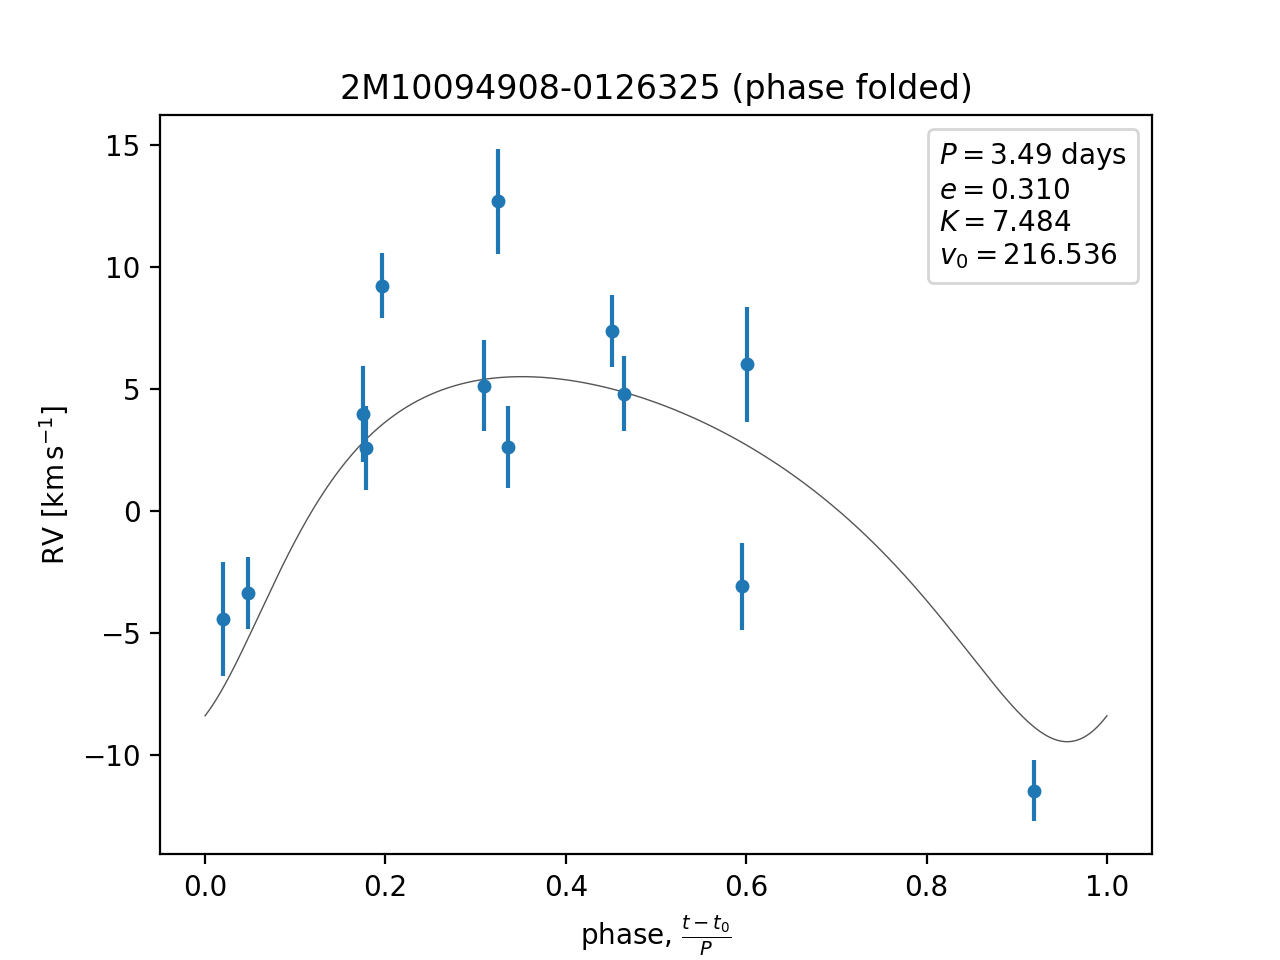 2M10094908-0126325 (phase folded)
P = 3.49 days
e = 0.310
K = 7.484
v₀ = 216.536
15
10
5
0
−5
−10
RV [km s⁻¹]
0.0 0.2 0.4 0.6 0.8 1.0
phase, (t − t₀)/P